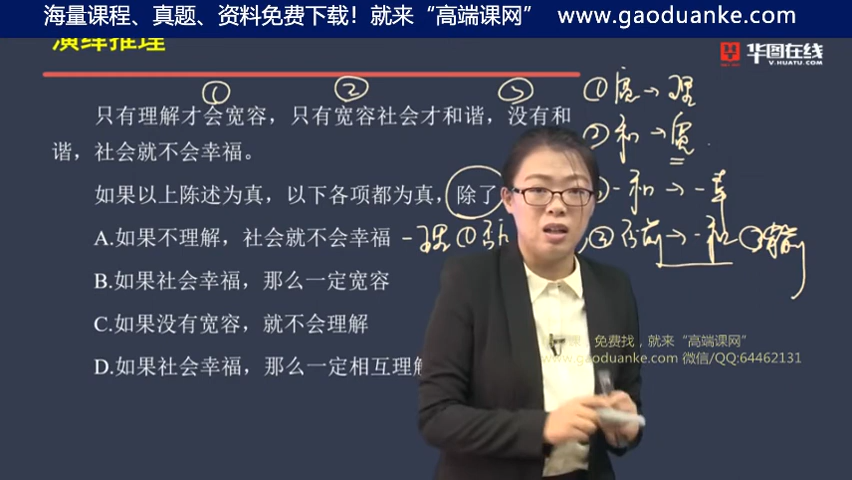 海量课程、真题、资料免费下载！就来“高端课网” www.gaoduanke.com
演绎推理
华图在线
V.HUATU.COM
① ② ③
只有理解才会宽容，只有宽容社会才和谐，没有和
谐，社会就不会幸福。
如果以上陈述为真，以下各项都为真，除了
A.如果不理解，社会就不会幸福
B.如果社会幸福，那么一定宽容
C.如果没有宽容，就不会理解
D.如果社会幸福，那么一定相互理解
① 宽→理
② 和→宽
-和→-幸
-理 ①否 ② 否前→-和
免费找，就来“高端课网”
www.gaoduanke.com 微信/QQ:64462131